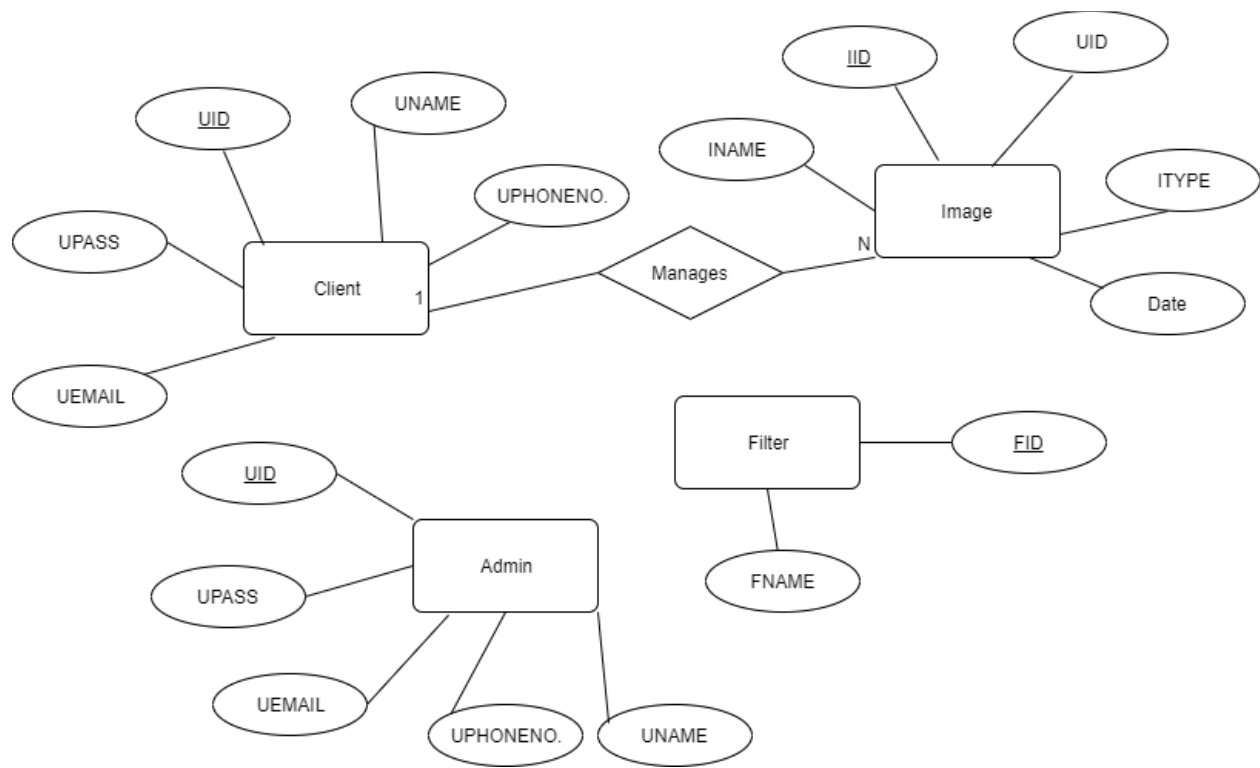 IID
UID
UNAME
UID
INAME
ITYPE
UPHONENO.
Image
UPASS
N
Manages
Client
1
Date
UEMAIL
Filter
FID
UID
Admin
FNAME
UPASS
UEMAIL
UPHONENO.
UNAME